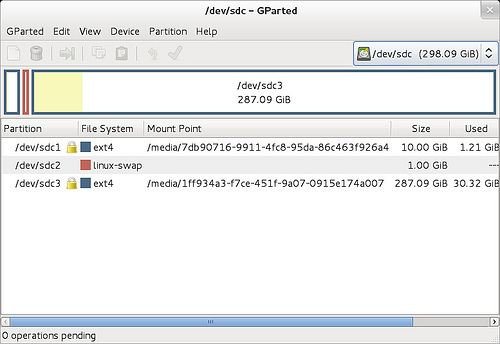 /dev/sdc - GParted
GParted Edit View Device Partition Help
/dev/sdc (298.09 GiB)
/dev/sdc3
287.09 GiB
Partition File System Mount Point Size Used
/dev/sdc1 ext4 /media/7db90716-9911-4fc8-95da-86c463f926a4 10.00 GiB 1.21 GiB
/dev/sdc2 linux-swap 1.00 GiB ---
/dev/sdc3 ext4 /media/1ff934a3-f7ce-451f-9a07-0915e174a007 287.09 GiB 30.32 GiB
0 operations pending